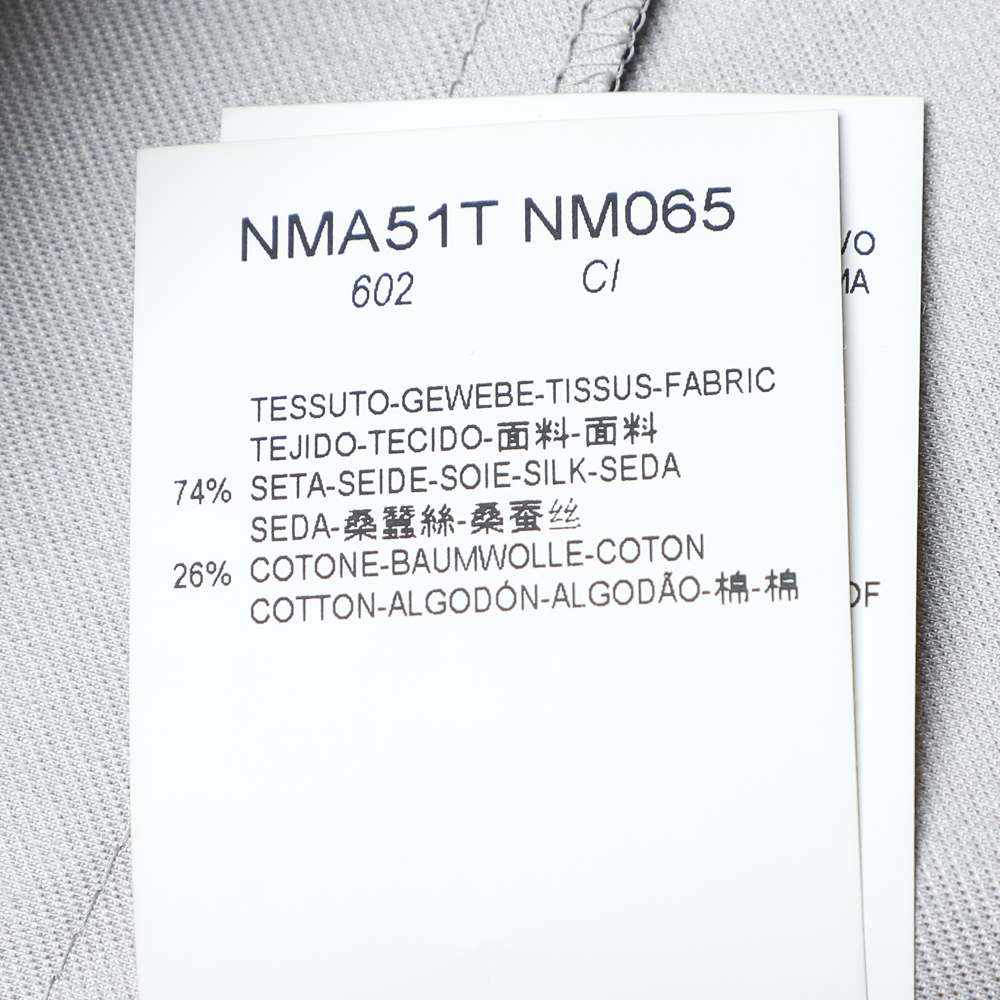 NMA51T NM065
602 CI
TESSUTO-GEWEBE-TISSUS-FABRIC
TEJIDO-TECIDO-面料-面料
74% SETA-SEIDE-SOIE-SILK-SEDA
SEDA-桑蠶絲-桑蚕丝
26% COTONE-BAUMWOLLE-COTON
COTTON-ALGODÓN-ALGODÃO-棉-棉